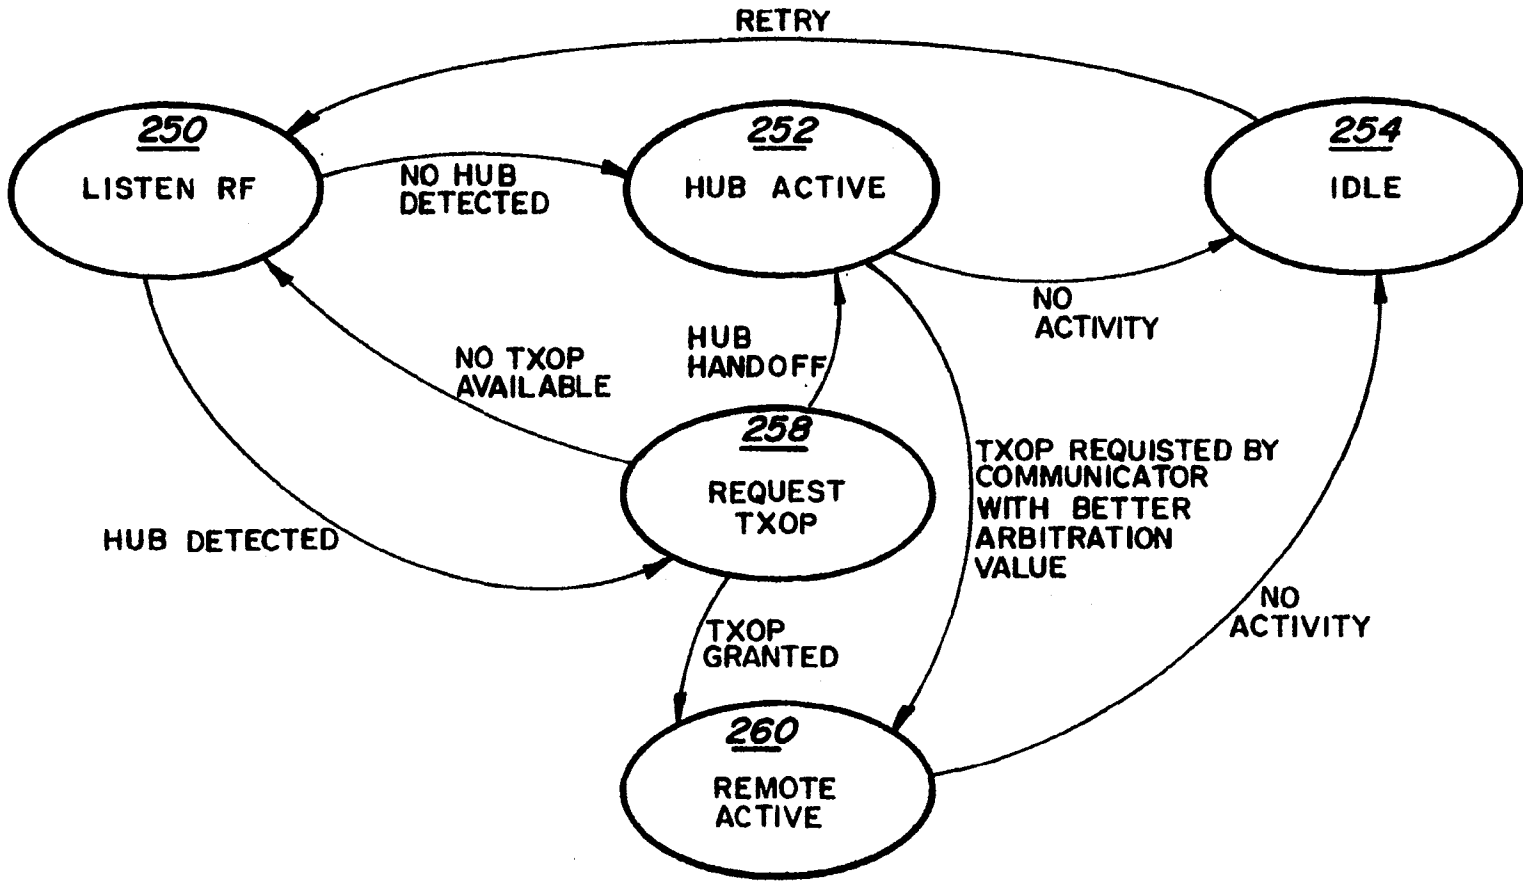 RETRY
250
LISTEN RF
NO HUB
DETECTED
252
HUB ACTIVE
254
IDLE
NO
ACTIVITY
HUB
HANDOFF
NO TXOP
AVAILABLE
258
REQUEST
TXOP
TXOP REQUISTED BY
COMMUNICATOR
WITH BETTER
ARBITRATION
VALUE
HUB DETECTED
NO
ACTIVITY
TXOP
GRANTED
260
REMOTE
ACTIVE